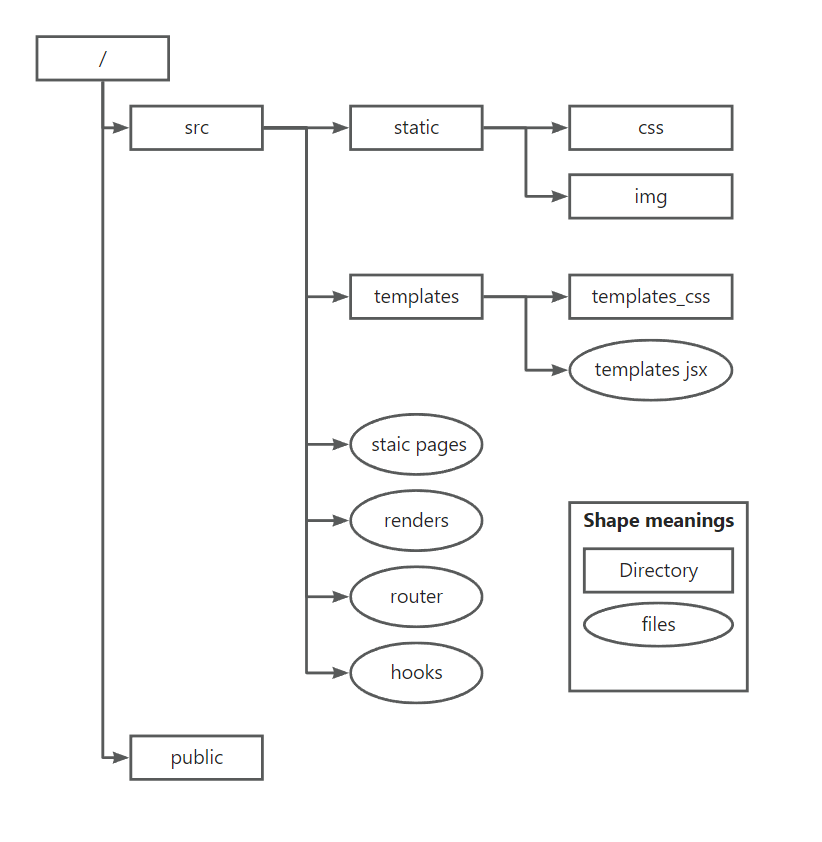 /
src
static
css
img
templates
templates_css
templates jsx
staic pages
renders
router
hooks
Shape meanings
Directory
files
public